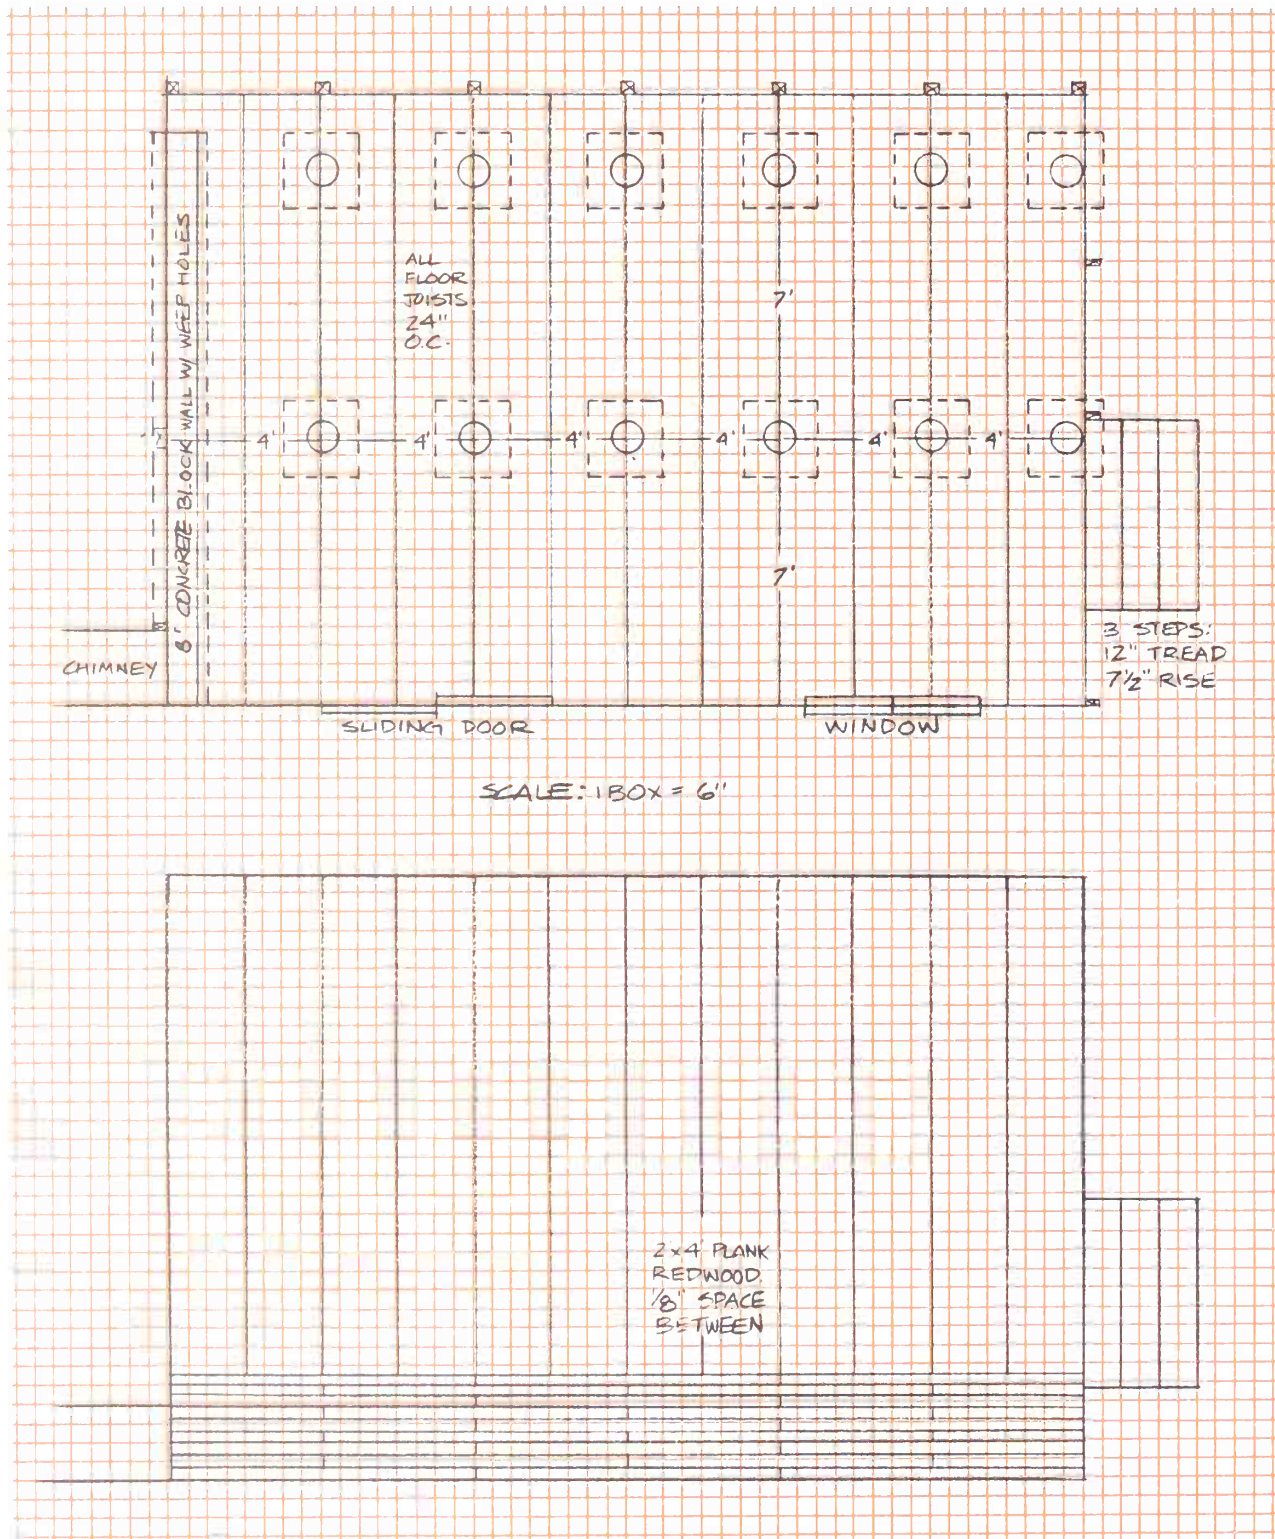 ALL
FLOOR
JOISTS
24"
O.C.
7'
8" CONCRETE BLOCK WALL W/ WEEP HOLES
4' 4' 4' 4' 4' 4'
7'
CHIMNEY
3 STEPS:
12" TREAD
7½" RISE
SLIDING DOOR
WINDOW
SCALE: 1 BOX = 6"
2x4 PLANK
REDWOOD.
1/8" SPACE
BETWEEN